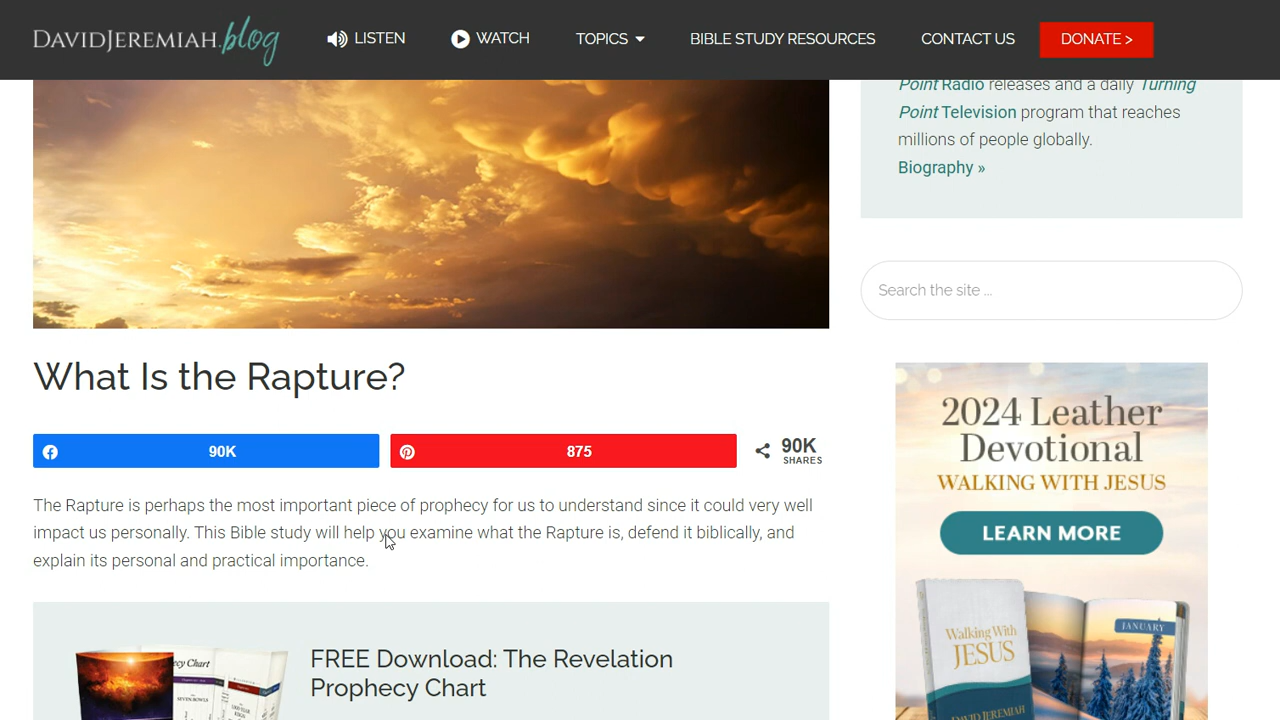 DAVIDJEREMIAH.blog
LISTEN
WATCH
TOPICS
BIBLE STUDY RESOURCES
CONTACT US
DONATE >
Point Radio releases and a daily Turning
Point Television program that reaches
millions of people globally.
Biography »
Search the site ...
What Is the Rapture?
90K
875
90K
SHARES
The Rapture is perhaps the most important piece of prophecy for us to understand since it could very well
impact us personally. This Bible study will help you examine what the Rapture is, defend it biblically, and
explain its personal and practical importance.
FREE Download: The Revelation
Prophecy Chart
2024 Leather
Devotional
WALKING WITH JESUS
LEARN MORE
Walking With
JESUS
DAVID JEREMIAH
JANUARY